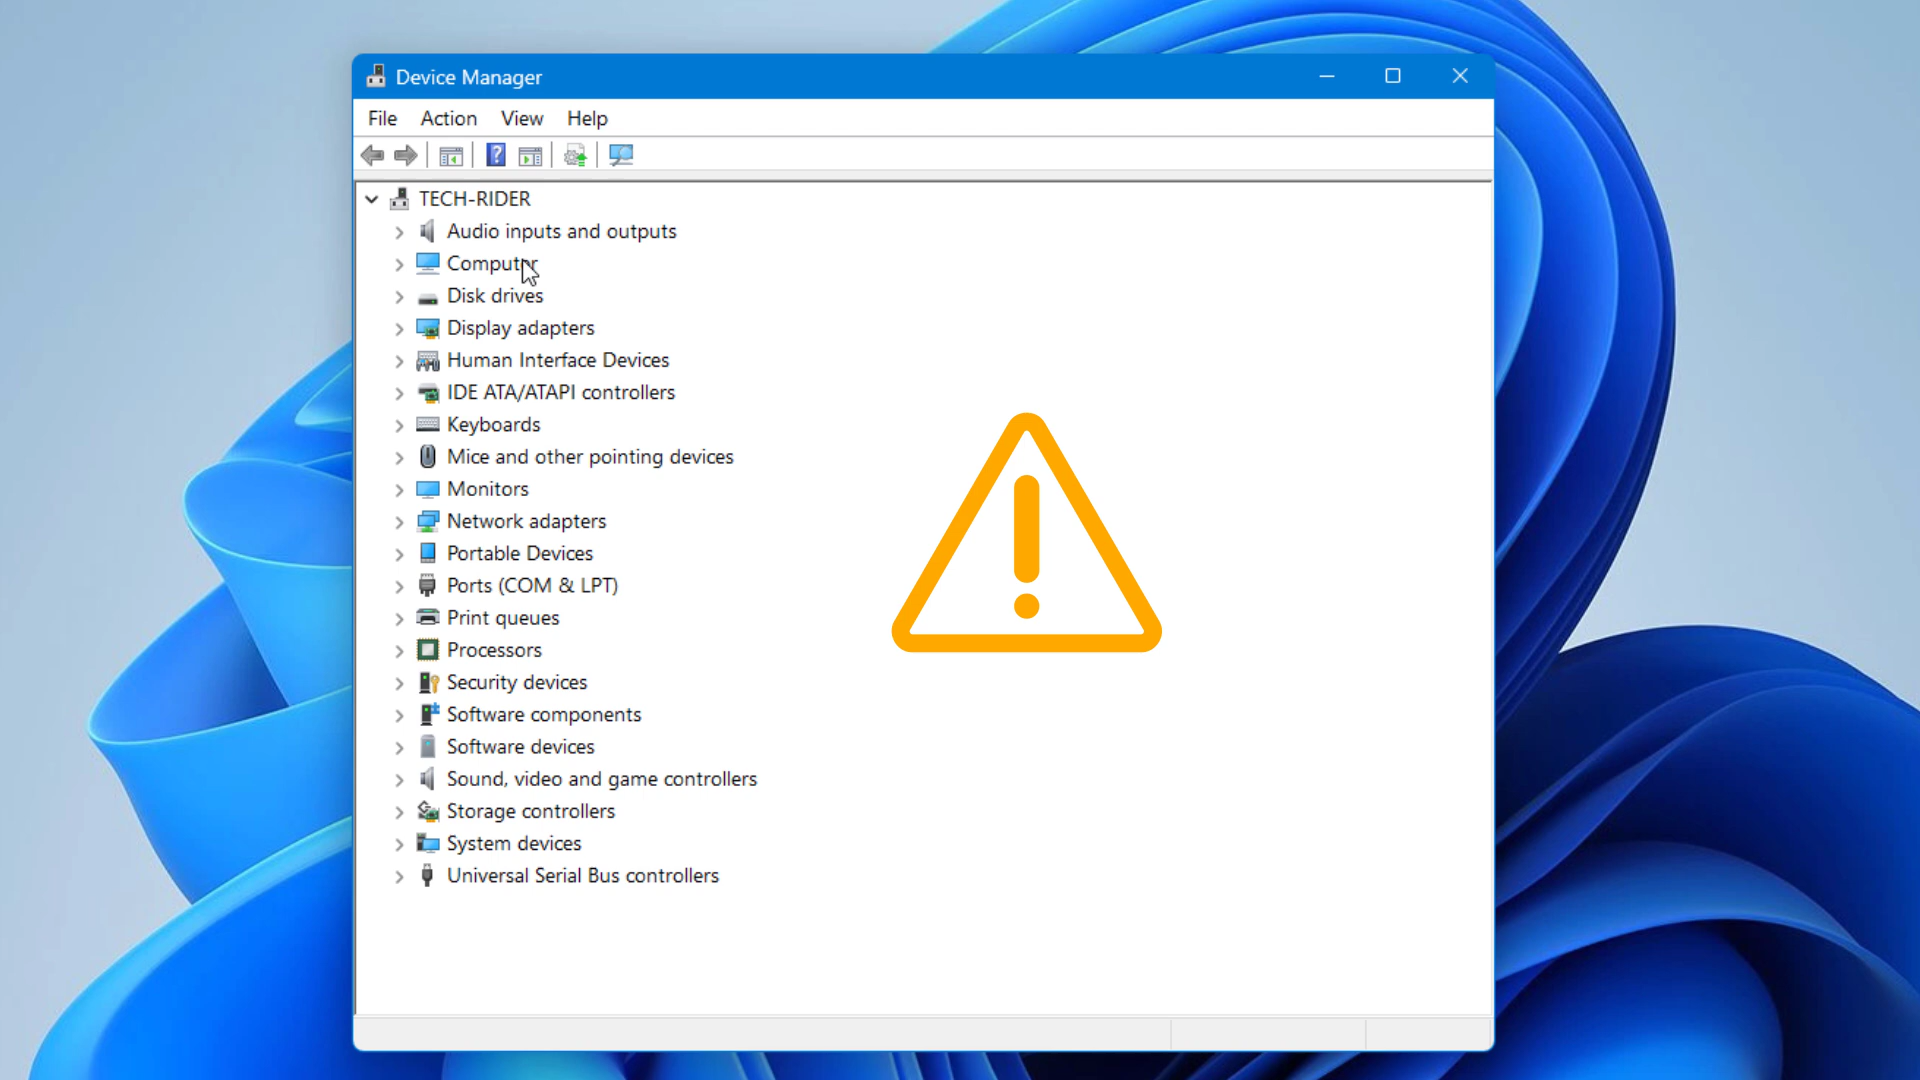 Device Manager
File Action View Help
TECH-RIDER
Audio inputs and outputs
Computer
Disk drives
Display adapters
Human Interface Devices
IDE ATA/ATAPI controllers
Keyboards
Mice and other pointing devices
Monitors
Network adapters
Portable Devices
Ports (COM & LPT)
Print queues
Processors
Security devices
Software components
Software devices
Sound, video and game controllers
Storage controllers
System devices
Universal Serial Bus controllers